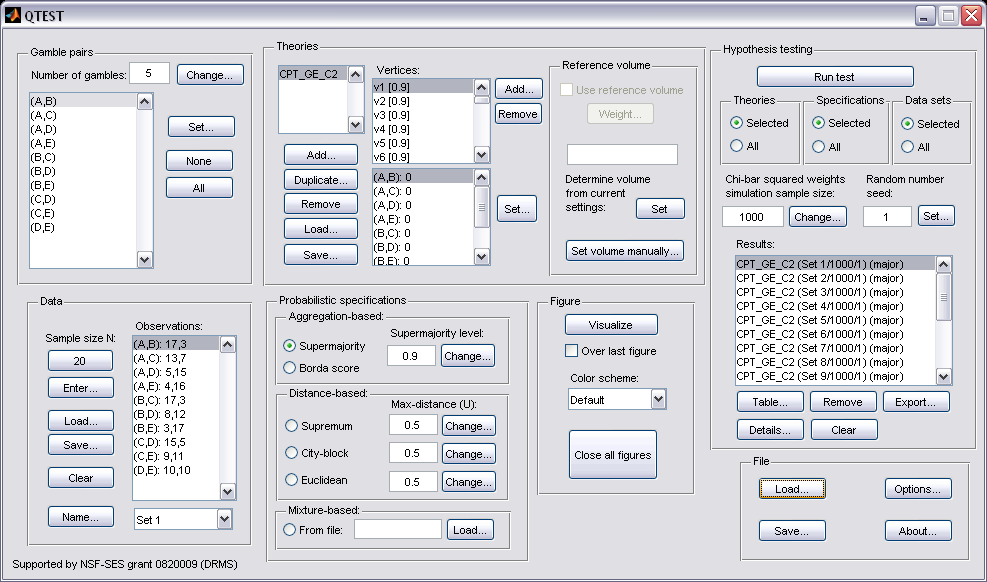 QTEST
Gamble pairs
Number of gambles: 5 Change...
(A,B)
(A,C)
(A,D)
(A,E)
(B,C)
(B,D)
(B,E)
(C,D)
(C,E)
(D,E)
Set...
None
All
Theories
CPT_GE_C2
Add...
Duplicate...
Remove
Load...
Save...
Vertices:
v1 [0.9]
v2 [0.9]
v3 [0.9]
v4 [0.9]
v5 [0.9]
v6 [0.9]
Add...
Remove
(A,B): 0
(A,C): 0
(A,D): 0
(A,E): 0
(B,C): 0
(B,D): 0
(B,E): 0
Set...
Reference volume
Use reference volume
Weight...
Determine volume
from current
settings:
Set
Set volume manually...
Hypothesis testing
Run test
Theories
Selected
All
Specifications
Selected
All
Data sets
Selected
All
Chi-bar squared weights
simulation sample size:
1000 Change...
Random number
seed:
1 Set...
Results:
CPT_GE_C2 (Set 1/1000/1) (major)
CPT_GE_C2 (Set 2/1000/1) (major)
CPT_GE_C2 (Set 3/1000/1) (major)
CPT_GE_C2 (Set 4/1000/1) (major)
CPT_GE_C2 (Set 5/1000/1) (major)
CPT_GE_C2 (Set 6/1000/1) (major)
CPT_GE_C2 (Set 7/1000/1) (major)
CPT_GE_C2 (Set 8/1000/1) (major)
CPT_GE_C2 (Set 9/1000/1) (major)
Table... Remove Export...
Details... Clear
Data
Sample size N:
20
Enter...
Load...
Save...
Clear
Name...
Observations:
(A,B): 17,3
(A,C): 13,7
(A,D): 5,15
(A,E): 4,16
(B,C): 17,3
(B,D): 8,12
(B,E): 3,17
(C,D): 15,5
(C,E): 9,11
(D,E): 10,10
Set 1
Probabilistic specifications
Aggregation-based:
Supermajority level:
Supermajority 0.9 Change...
Borda score
Distance-based:
Max-distance (U):
Supremum 0.5 Change...
City-block 0.5 Change...
Euclidean 0.5 Change...
Mixture-based:
From file: Load...
Figure
Visualize
Over last figure
Color scheme:
Default
Close all figures
File
Load... Options...
Save... About...
Supported by NSF-SES grant 0820009 (DRMS)